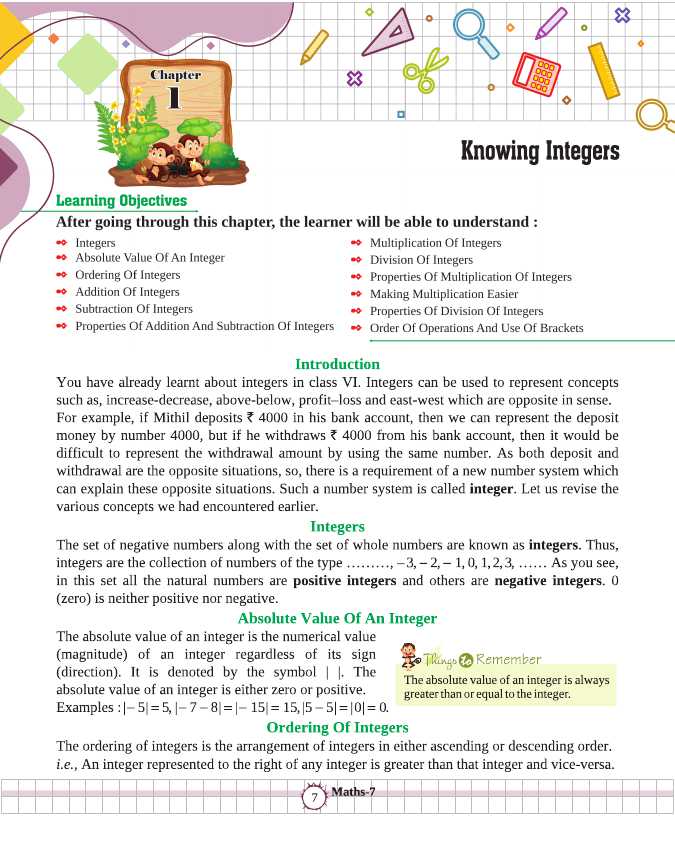 Chapter
1
Knowing Integers
Learning Objectives
After going through this chapter, the learner will be able to understand :
Integers
Absolute Value Of An Integer
Ordering Of Integers
Addition Of Integers
Subtraction Of Integers
Properties Of Addition And Subtraction Of Integers
Multiplication Of Integers
Division Of Integers
Properties Of Multiplication Of Integers
Making Multiplication Easier
Properties Of Division Of Integers
Order Of Operations And Use Of Brackets
Introduction
You have already learnt about integers in class VI. Integers can be used to represent concepts
such as, increase-decrease, above-below, profit–loss and east-west which are opposite in sense.
For example, if Mithil deposits ₹ 4000 in his bank account, then we can represent the deposit
money by number 4000, but if he withdraws ₹ 4000 from his bank account, then it would be
difficult to represent the withdrawal amount by using the same number. As both deposit and
withdrawal are the opposite situations, so, there is a requirement of a new number system which
can explain these opposite situations. Such a number system is called integer. Let us revise the
various concepts we had encountered earlier.
Integers
The set of negative numbers along with the set of whole numbers are known as integers. Thus,
integers are the collection of numbers of the type ………, – 3, – 2, – 1, 0, 1, 2, 3, …… As you see,
in this set all the natural numbers are positive integers and others are negative integers. 0
(zero) is neither positive nor negative.
Absolute Value Of An Integer
The absolute value of an integer is the numerical value
(magnitude) of an integer regardless of its sign
(direction). It is denoted by the symbol | |. The
absolute value of an integer is either zero or positive.
Examples : |– 5| = 5, |– 7 – 8| = |– 15| = 15, |5 – 5| = |0| = 0.
Things to Remember
The absolute value of an integer is always
greater than or equal to the integer.
Ordering Of Integers
The ordering of integers is the arrangement of integers in either ascending or descending order.
i.e., An integer represented to the right of any integer is greater than that integer and vice-versa.
7
Maths-7